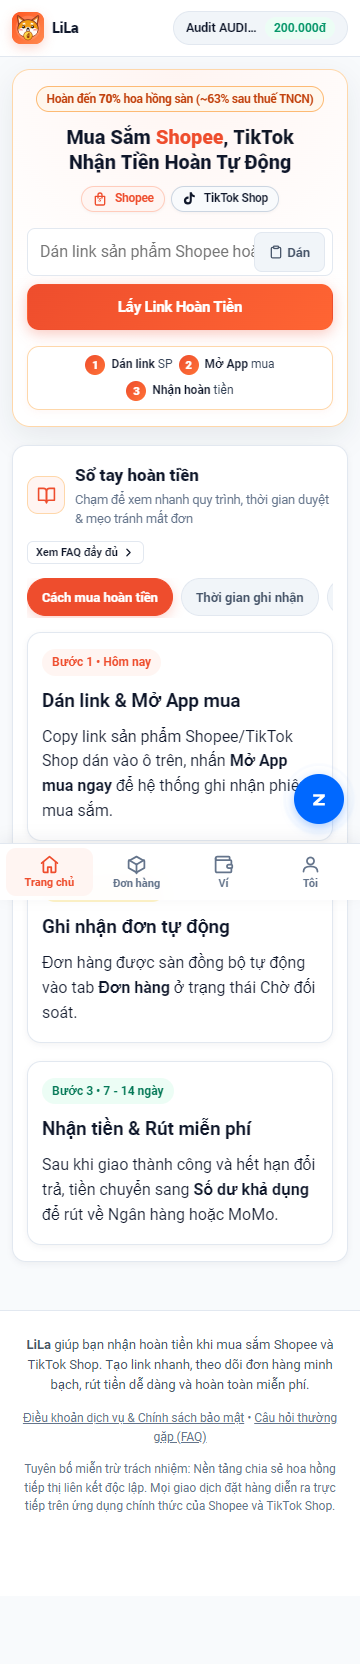 LiLa
Audit AUDI... 200.000đ
Hoàn đến 70% hoa hồng sàn (~63% sau thuế TNCN)
Mua Sắm Shopee, TikTok
Nhận Tiền Hoàn Tự Động
Shopee TikTok Shop
Dán link sản phẩm Shopee hoặ Dán
Lấy Link Hoàn Tiền
1 Dán link SP 2 Mở App mua
3 Nhận hoàn tiền
Sổ tay hoàn tiền
Chạm để xem nhanh quy trình, thời gian duyệt
& mẹo tránh mất đơn
Xem FAQ đầy đủ
Cách mua hoàn tiền Thời gian ghi nhận
Bước 1 • Hôm nay
Dán link & Mở App mua
Copy link sản phẩm Shopee/TikTok
Shop dán vào ô trên, nhấn Mở App
mua ngay để hệ thống ghi nhận phiê
mua sắm.
Z
Trang chủ Đơn hàng Ví Tôi
Ghi nhận đơn tự động
Đơn hàng được sàn đồng bộ tự động
vào tab Đơn hàng ở trạng thái Chờ đối
soát.
Bước 3 • 7 - 14 ngày
Nhận tiền & Rút miễn phí
Sau khi giao thành công và hết hạn đổi
trả, tiền chuyển sang Số dư khả dụng
để rút về Ngân hàng hoặc MoMo.
LiLa giúp bạn nhận hoàn tiền khi mua sắm Shopee và
TikTok Shop. Tạo link nhanh, theo dõi đơn hàng minh
bạch, rút tiền dễ dàng và hoàn toàn miễn phí.
Điều khoản dịch vụ & Chính sách bảo mật • Câu hỏi thường
gặp (FAQ)
Tuyên bố miễn trừ trách nhiệm: Nền tảng chia sẻ hoa hồng
tiếp thị liên kết độc lập. Mọi giao dịch đặt hàng diễn ra trực
tiếp trên ứng dụng chính thức của Shopee và TikTok Shop.